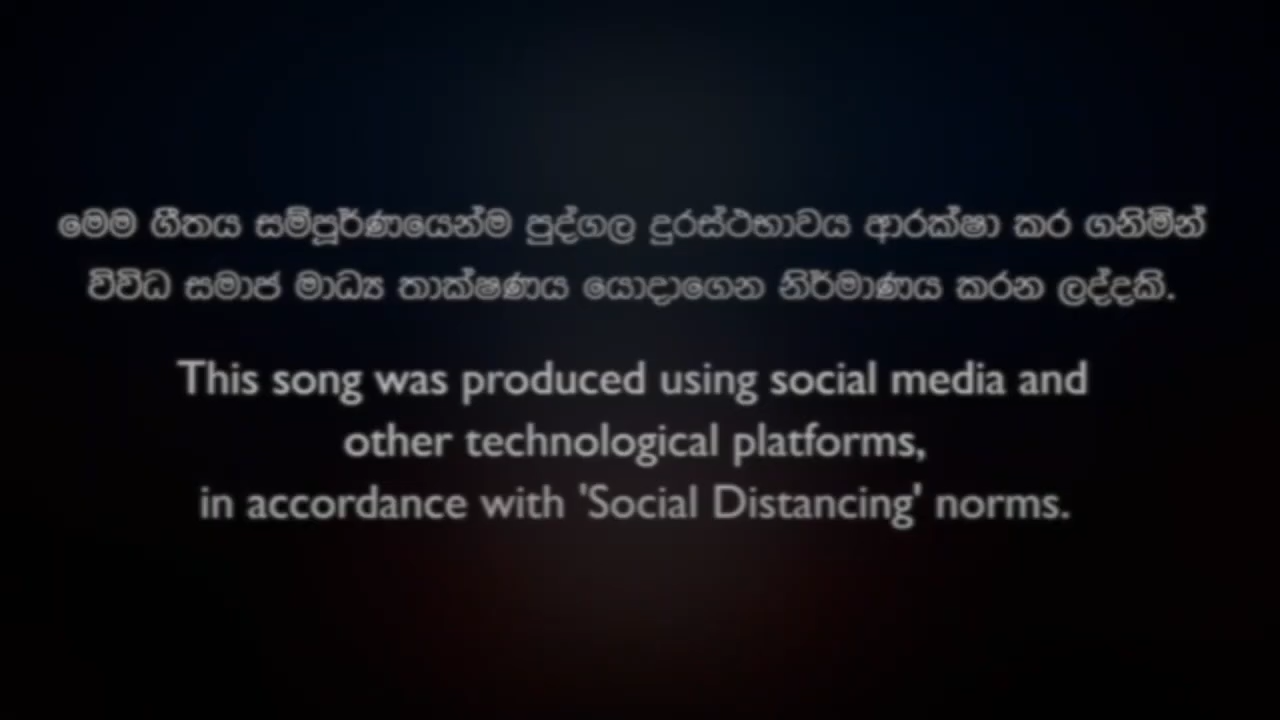 මෙම ගීතය සම්පූර්ණයෙන්ම පුද්ගල දුරස්ථභාවය ආරක්ෂා කර ගනිමින්
විවිධ සමාජ මාධ්‍ය තාක්ෂණය යොදාගෙන නිර්මාණය කරන ලද්දකි.
This song was produced using social media and
other technological platforms,
in accordance with 'Social Distancing' norms.